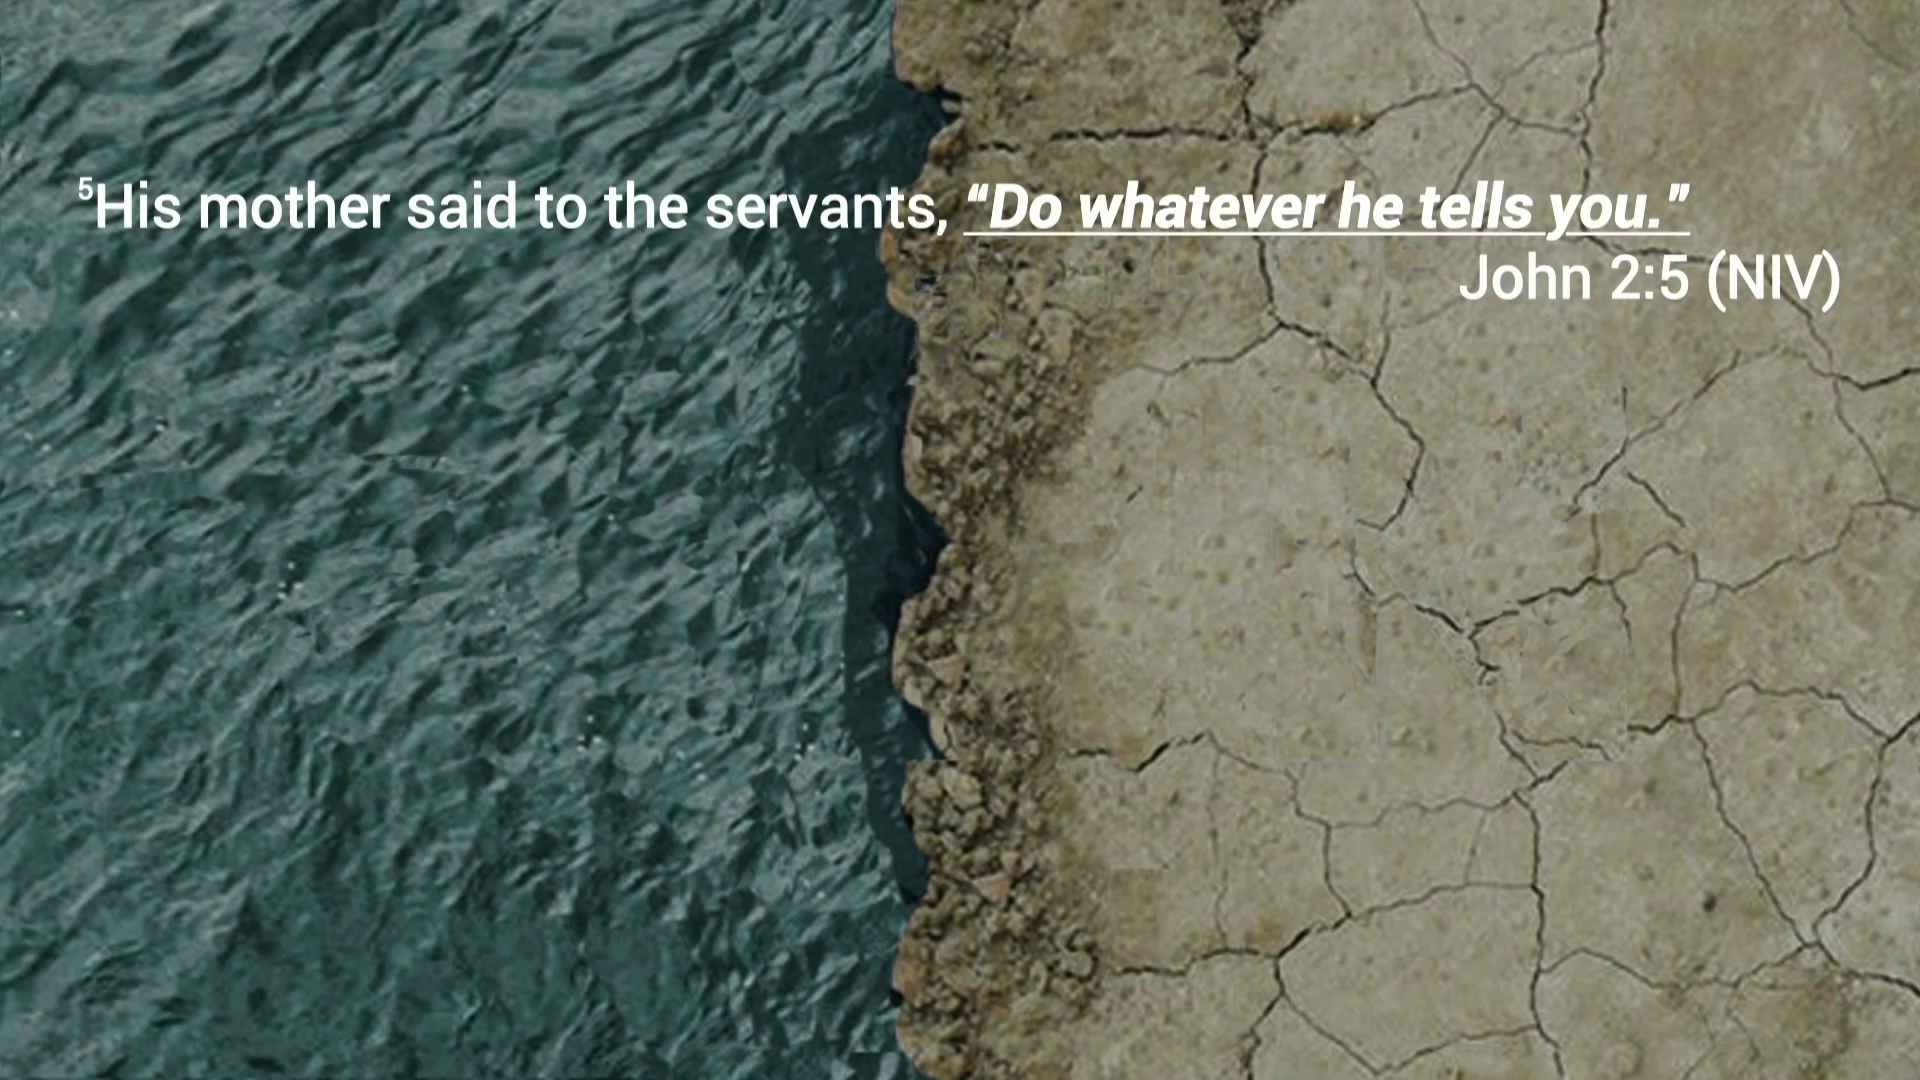 ⁵His mother said to the servants, “Do whatever he tells you.”
John 2:5 (NIV)